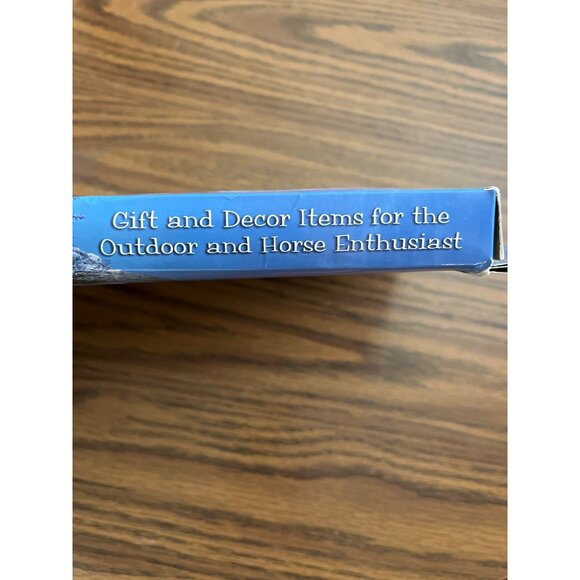 Gift and Decor Items for the
Outdoor and Horse Enthusiast